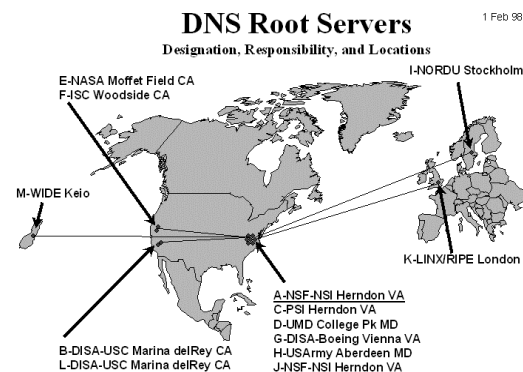 DNS Root Servers
1 Feb 98
Designation, Responsibility, and Locations
E-NASA Moffet Field CA
F-ISC Woodside CA
I-NORDU Stockholm
M-WIDE Keio
K-LINX/RIPE London
A-NSF-NSI Herndon VA
C-PSI Herndon VA
D-UMD College Pk MD
G-DISA-Boeing Vienna VA
H-USArmy Aberdeen MD
J-NSF-NSI Herndon VA
B-DISA-USC Marina delRey CA
L-DISA-USC Marina delRey CA